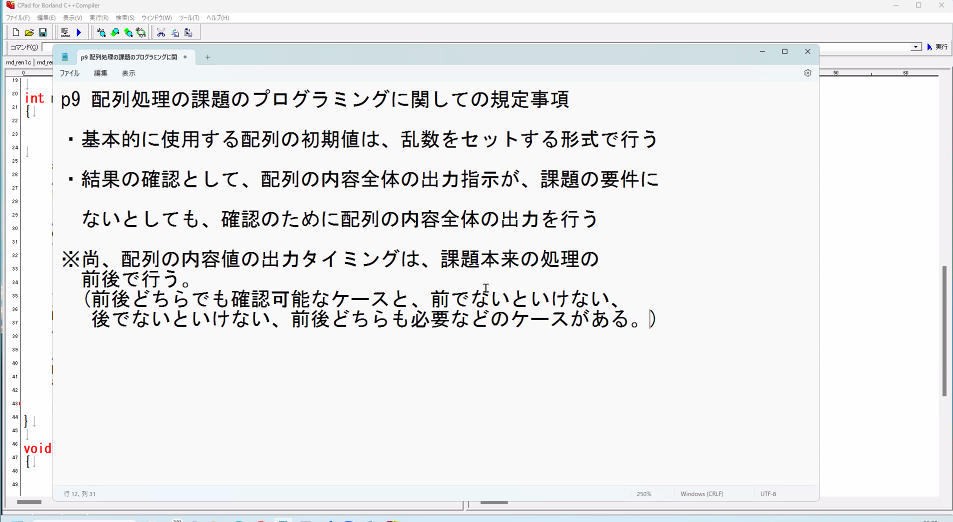 CPad for Borland C++Compiler
ファイル(F) 編集(E) 表示(V) 実行(R) 検索(S) ウィンドウ(W) ツール(T) ヘルプ(H)
コマンド(O) 実行
p9 配列処理の課題のプログラミングに関
ファイル 編集 表示
p9 配列処理の課題のプログラミングに関しての規定事項
・基本的に使用する配列の初期値は、乱数をセットする形式で行う
・結果の確認として、配列の内容全体の出力指示が、課題の要件に
ないとしても、確認のために配列の内容全体の出力を行う
※尚、配列の内容値の出力タイミングは、課題本来の処理の
前後で行う。
(前後どちらでも確認可能なケースと、前でないといけない、
後でないといけない、前後どちらも必要などのケースがある。)
行 12, 列 31 250% Windows (CRLF) UTF-8
int
{
}
void
{